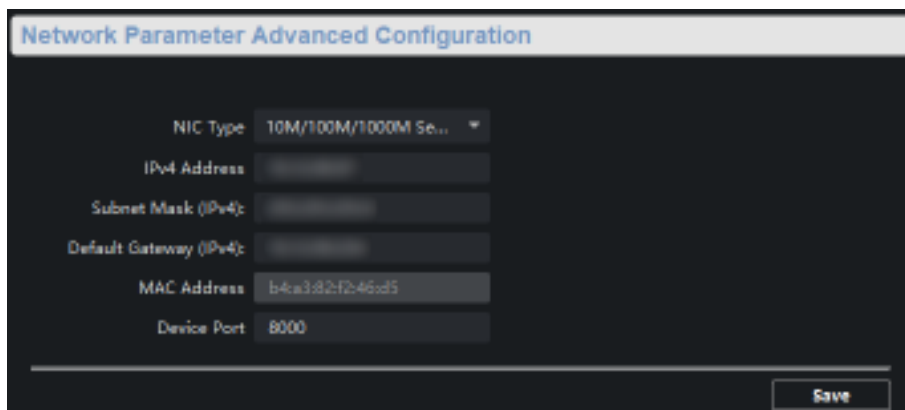 Network Parameter Advanced Configuration
NIC Type 10M/100M/1000M Se...
IPv4 Address
Subnet Mask (IPv4):
Default Gateway (IPv4):
MAC Address b4:a3:82:f2:46:d5
Device Port 8000
Save